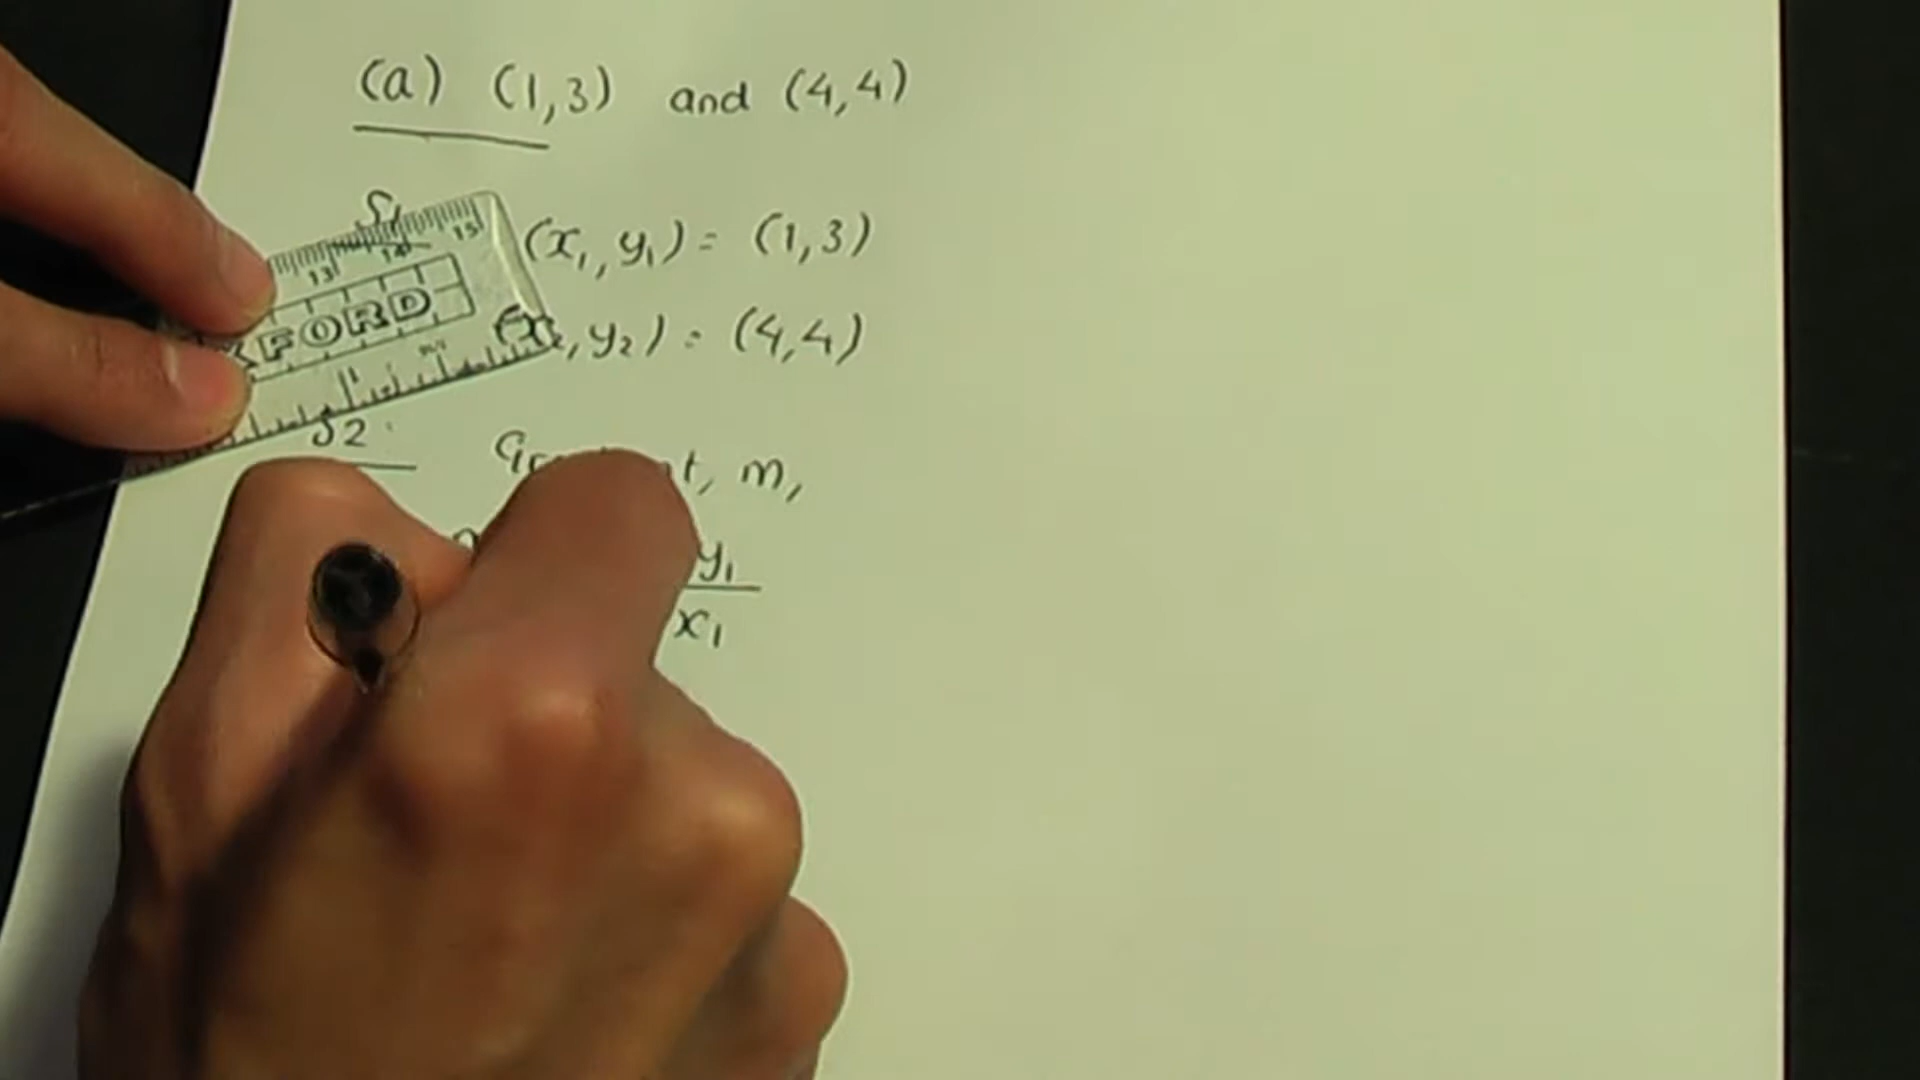 (a) (1,3) and (4,4)
S1 (x₁, y₁) = (1,3)
13 14 15
FORD
, y₂) = (4,4)
S2
t, m,
y₁
x₁